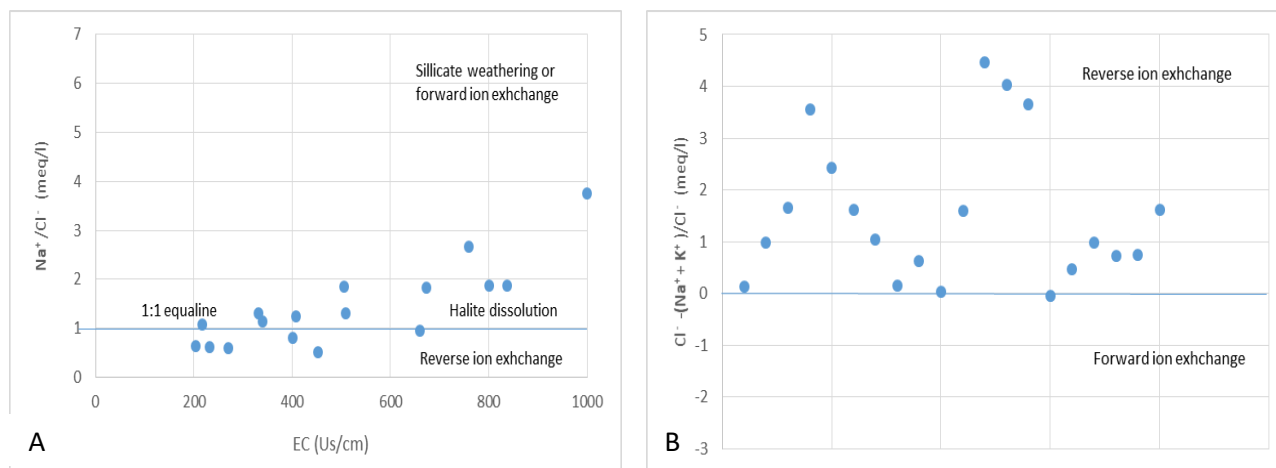 7
6
5
4
3
2
1
0
Na⁺ /Cl⁻ (meq/l)
Sillicate weathering or
forward ion exhchange
1:1 equaline
Halite dissolution
Reverse ion exhchange
0
200
400
600
800
1000
EC (Us/cm)
A
5
4
3
2
1
0
-1
-2
-3
Cl⁻ -(Na⁺+ K⁺ )/Cl⁻ (meq/l)
Reverse ion exhchange
Forward ion exhchange
B